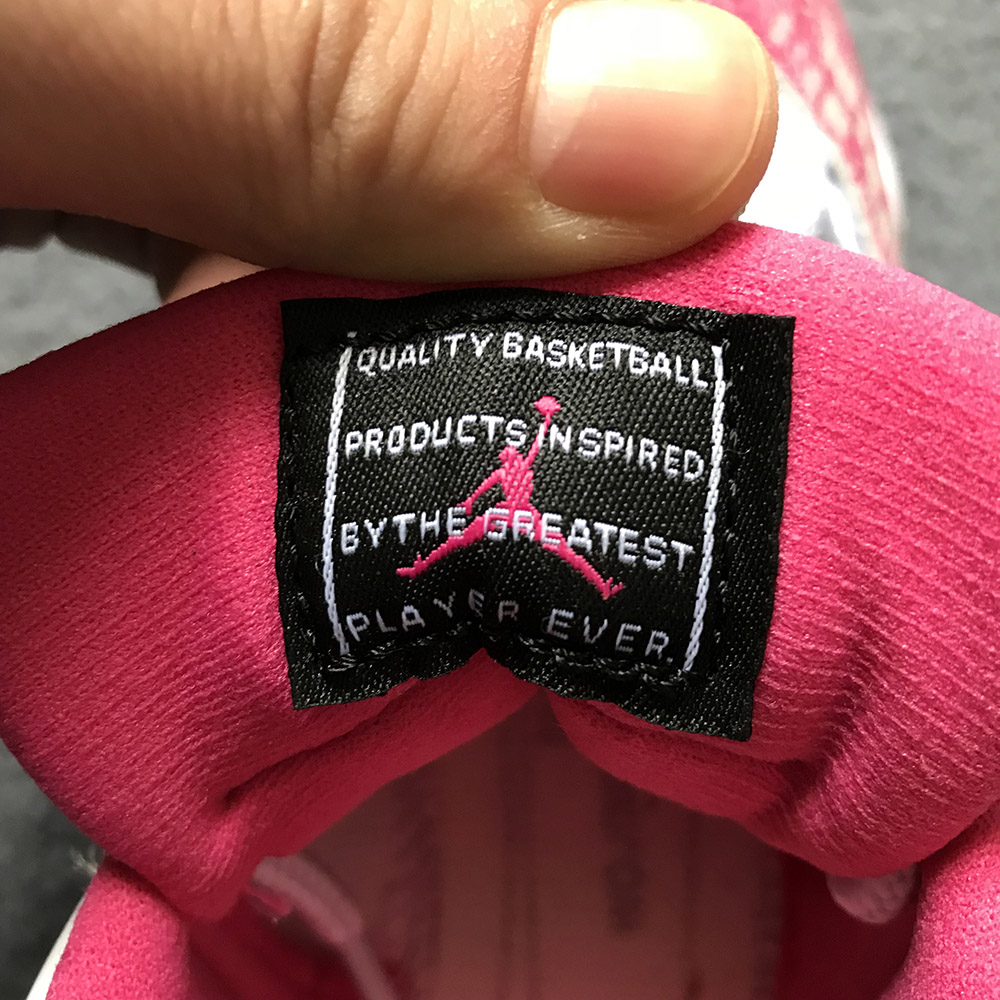 QUALITY BASKETBALL
PRODUCTS INSPIRED
BY THE GREATEST
PLAYER EVER.